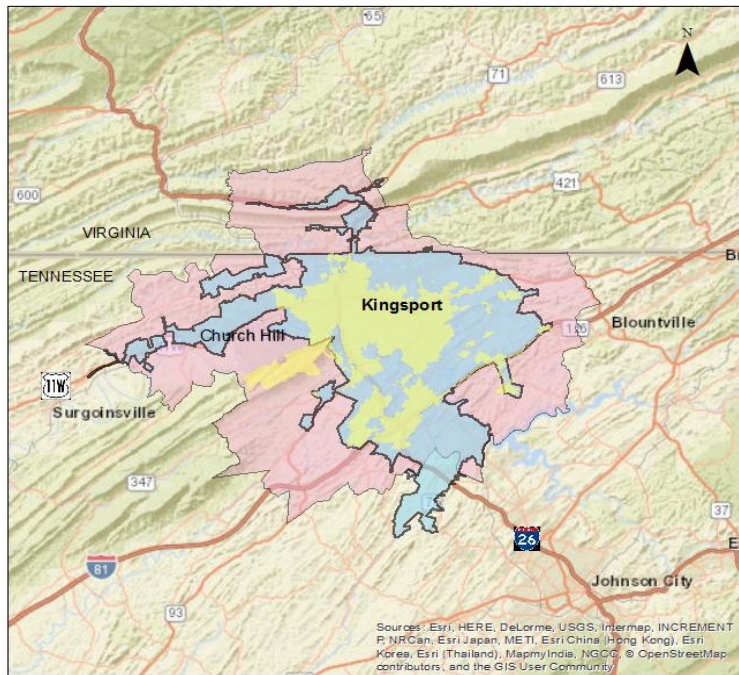 65
N
71
613
421
600
VIRGINIA
TENNESSEE
Kingsport
Church Hill
126
Blountville
11W
Surgoinsville
347
37
26
81
Johnson City
93
Sources: Esri, HERE, DeLorme, USGS, Intermap, INCREMENT
P, NRCan, Esri Japan, METI, Esri China (Hong Kong), Esri
Korea, Esri (Thailand), MapmyIndia, NGCC, © OpenStreetMap
contributors, and the GIS User Community